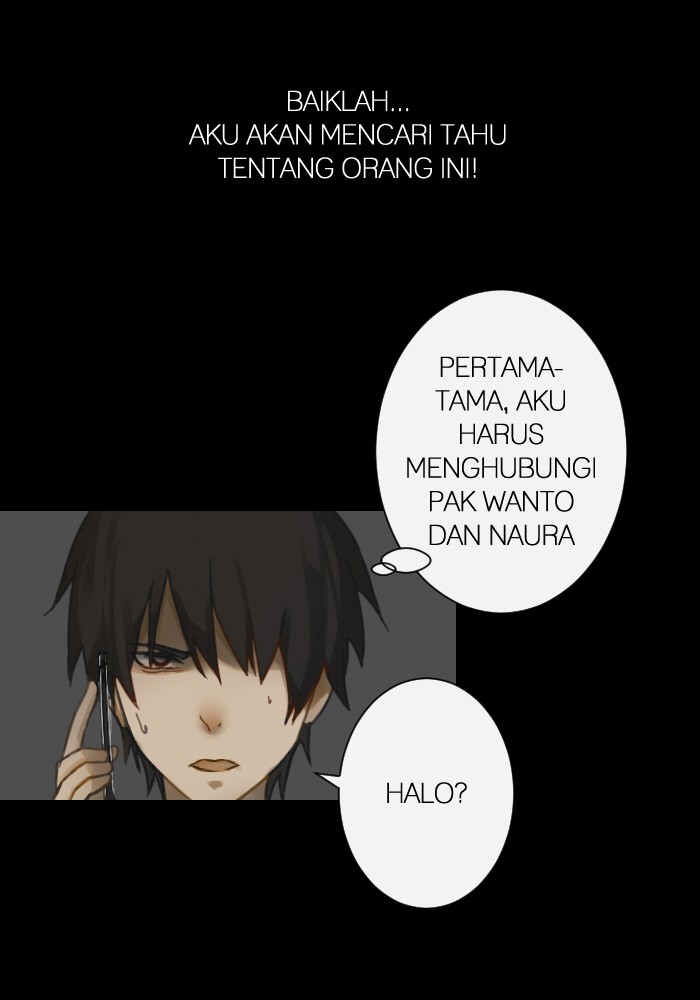 BAIKLAH...
AKU AKAN MENCARI TAHU
TENTANG ORANG INI!
PERTAMA-
TAMA, AKU
HARUS
MENGHUBUNGI
PAK WANTO
DAN NAURA
HALO?